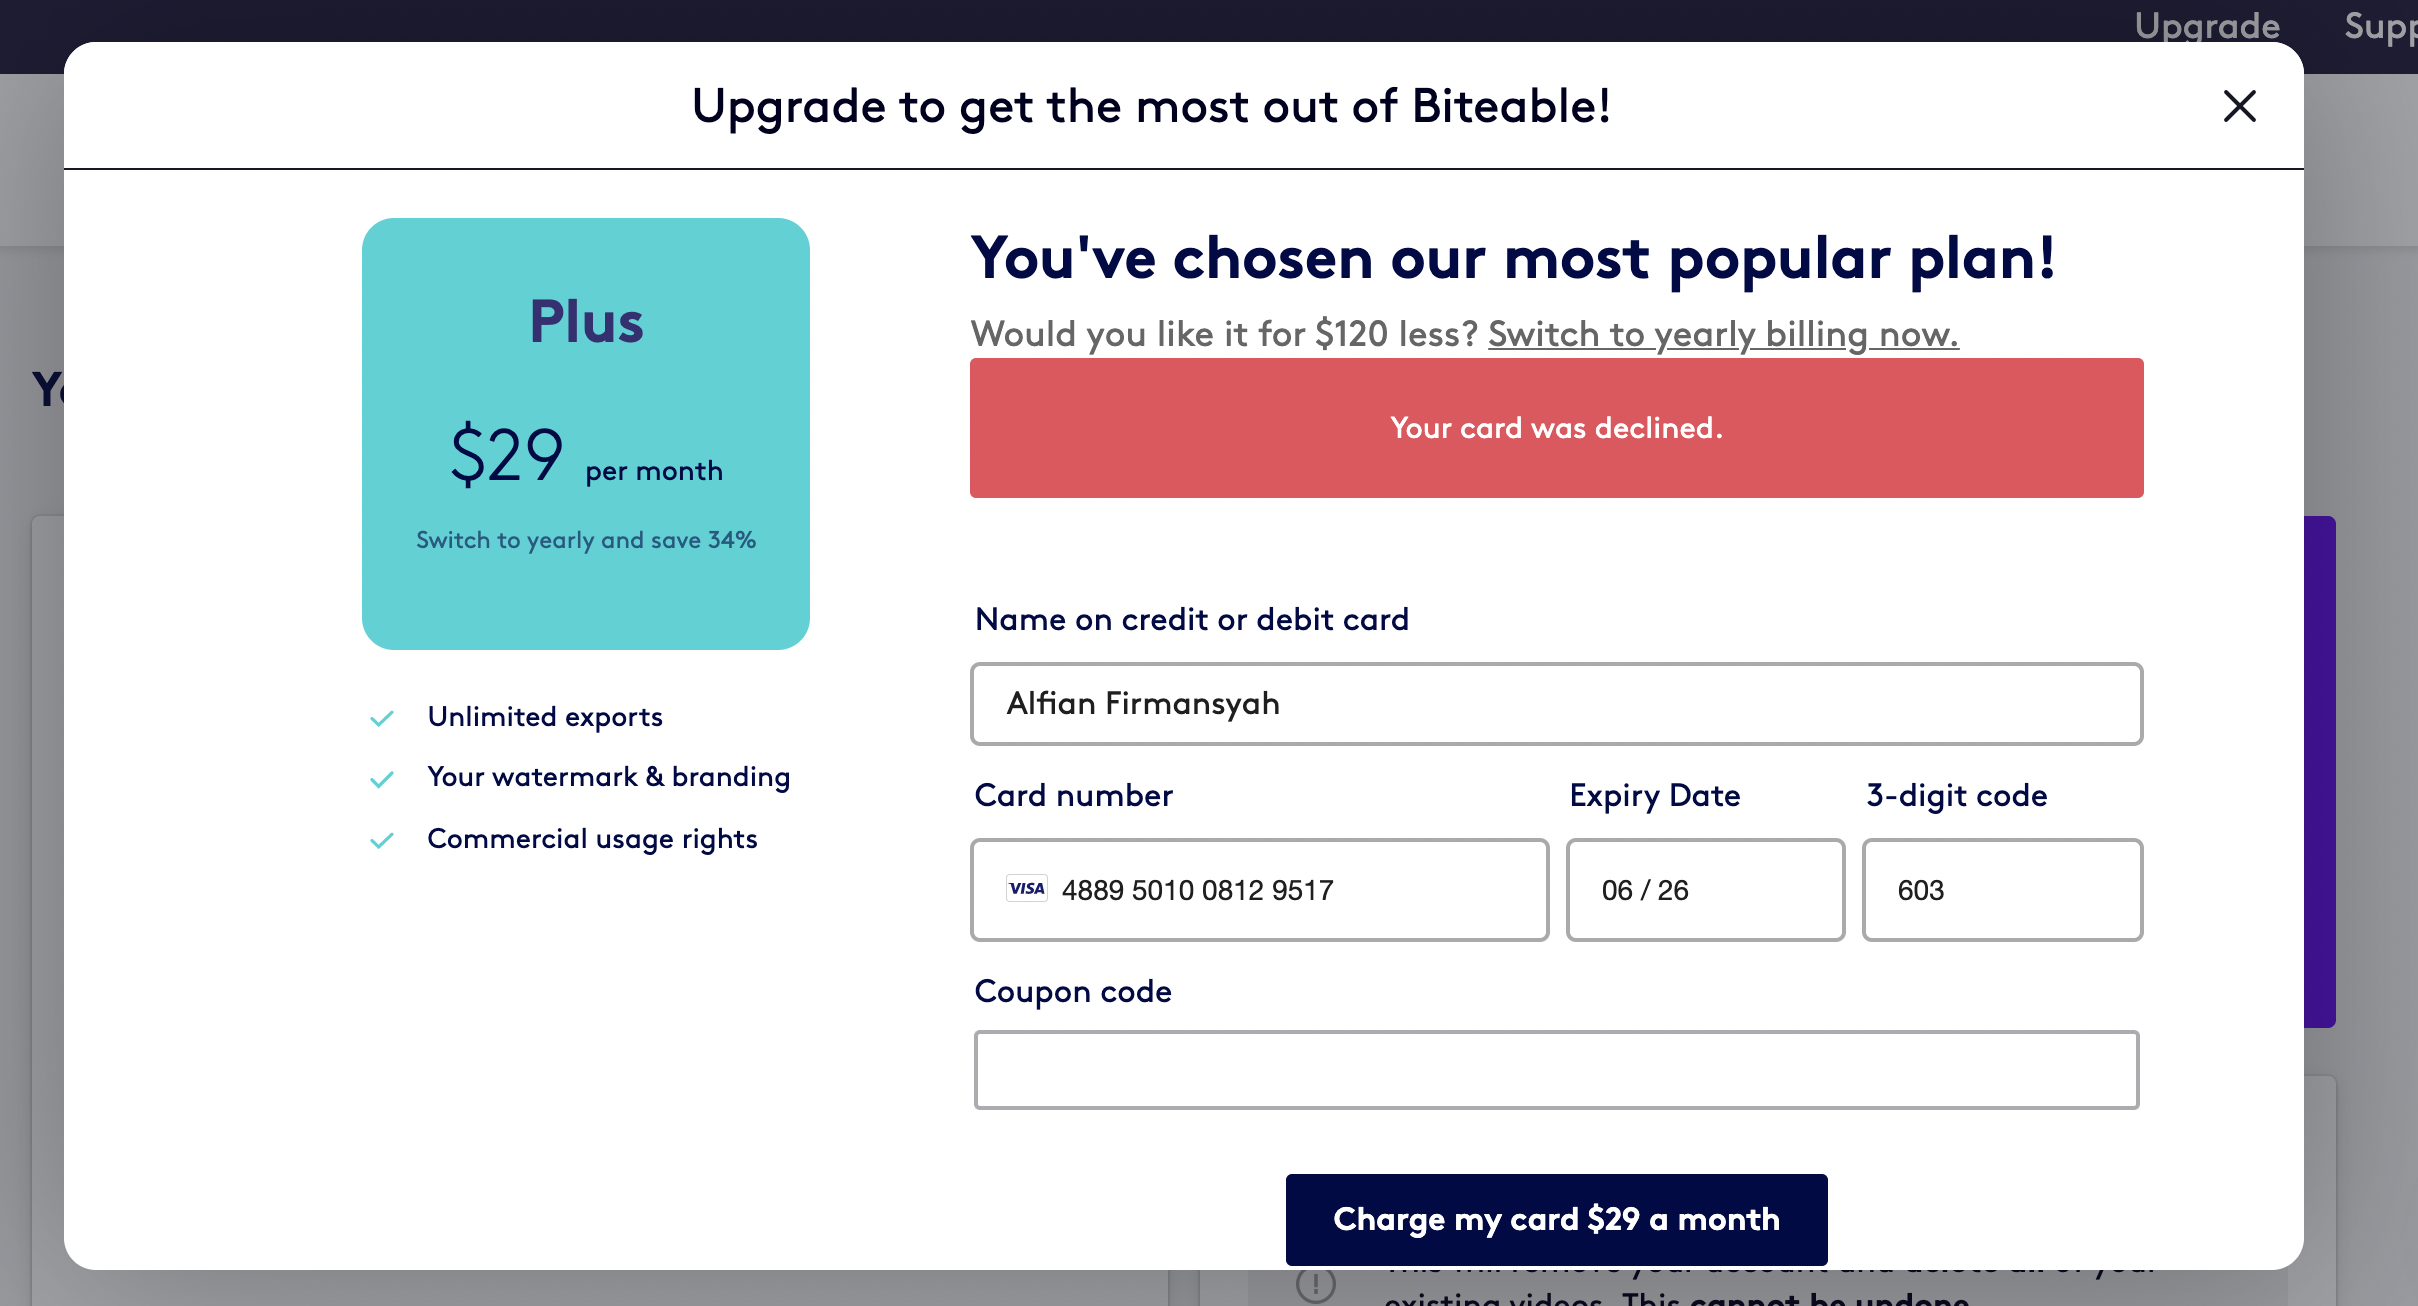 Upgrade
Supp
Upgrade to get the most out of Biteable!
Plus
$29 per month
Switch to yearly and save 34%
Unlimited exports
Your watermark & branding
Commercial usage rights
You've chosen our most popular plan!
Would you like it for $120 less? Switch to yearly billing now.
Your card was declined.
Name on credit or debit card
Alfian Firmansyah
Card number
Expiry Date
3-digit code
VISA 4889 5010 0812 9517
06 / 26
603
Coupon code
Charge my card $29 a month
existing videos. This cannot be undone.